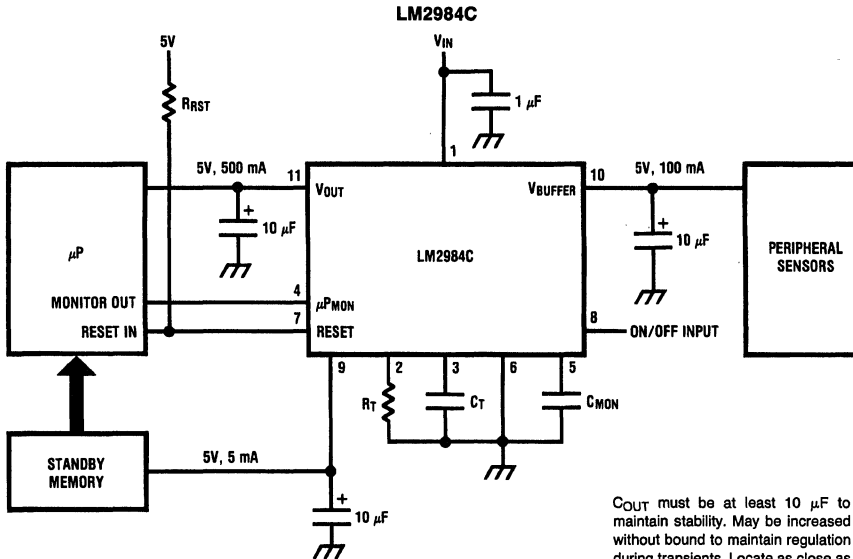 LM2984C
5V
VIN
RRST
1 μF
1
5V, 500 mA
11
VOUT
VBUFFER
10
5V, 100 mA
+
10 μF
+
10 μF
μP
LM2984C
PERIPHERAL
SENSORS
MONITOR OUT
4
μPMON
RESET IN
7
RESET
8
ON/OFF INPUT
9
2
3
6
5
RT
CT
CMON
STANDBY
MEMORY
5V, 5 mA
+
10 μF
COUT must be at least 10 μF to
maintain stability. May be increased
without bound to maintain regulation
during transients. Locate as close as